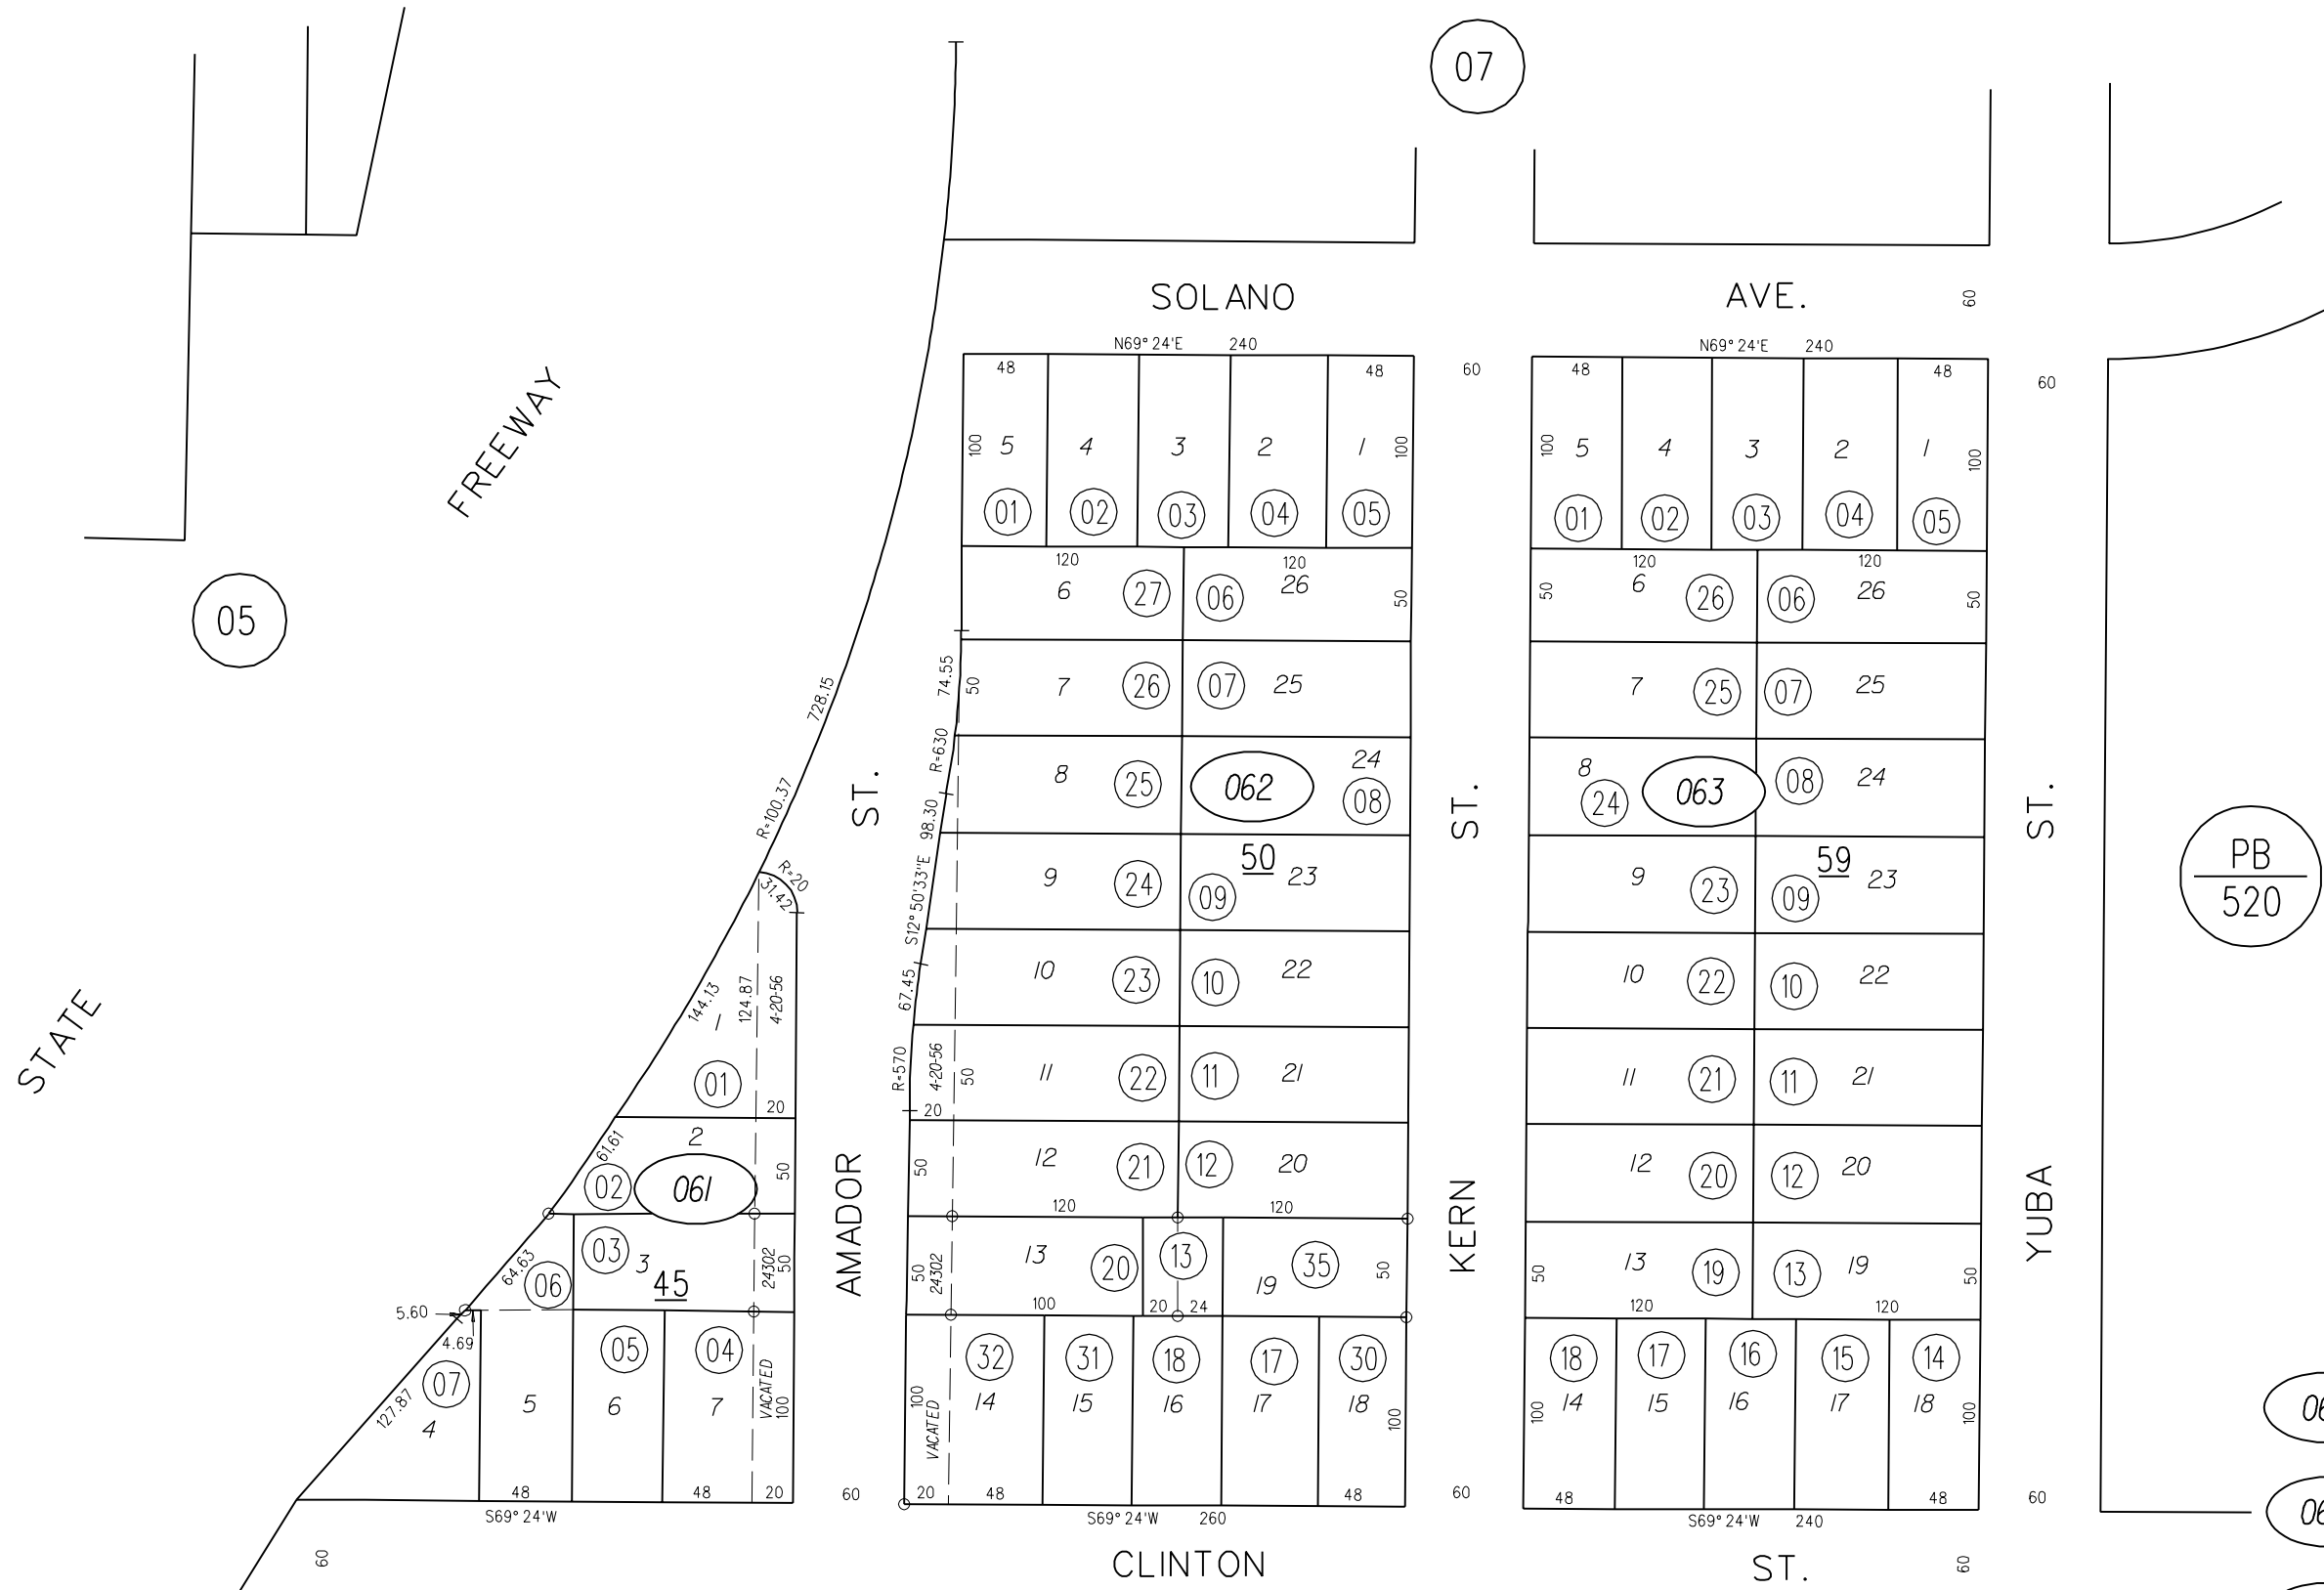 07
SOLANO AVE. 60
N69° 24'E 240
N69° 24'E 240
48 48 60 48 48 60
FREEWAY
100 5 4 3 2 1 100
01 02 03 04 05
100 5 4 3 2 1 100
01 02 03 04 05
120 120
6 27 06 26 50
120 120
50 6 26 06 26 50
05
74.55 50 7 26 07 25
7 25 07 25
728.15
R=630
8 25 062 24 08
8 24 063 08 24
R=100.37
ST.
ST.
ST.
98.30
PB
520
50
9 24 09 23
59
9 23 09 23
R=20
31.42
S12° 50'33"E
10 23 10 22
10 22 10 22
67.45
144.13
124.87
4-20-56
1
01
20
STATE
R=570
4-20-56
50
11 22 11 21
11 21 11 21
20
61.61
2
02 061 50
50 12 21 12 20
12 20 12 20
120 120
AMADOR
KERN
YUBA
64.63 06 03 3 45
24302
50
50
24302
13 20 13 19 35 50
50 13 19 13 19 50
100 20 24
120 120
5.60
4.69
07 05 04
32 31 18 17 30
18 17 16 15 14
127.87
4 5 6 7
VACATED
100
100
VACATED
14 15 16 17 18 100
100 14 15 16 17 18 100
48 48 20 60 20 48 48 60 48 48 60
S69° 24'W
S69° 24'W 260
S69° 24'W 240
60
CLINTON ST. 60